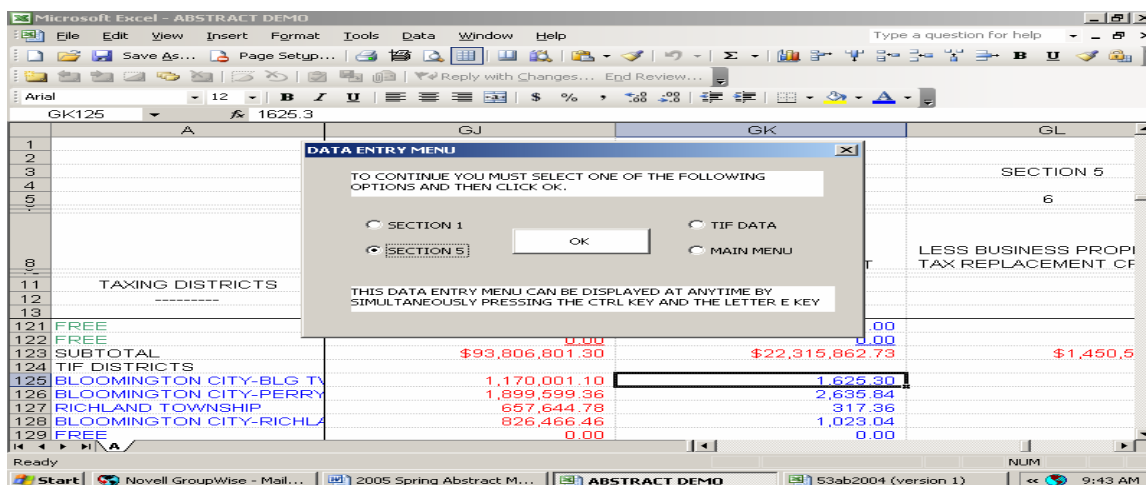 Microsoft Excel - ABSTRACT DEMO
File Edit View Insert Format Tools Data Window Help Type a question for help
Save As... Page Setup...
Reply with Changes... End Review...
Arial 12 B I U $ % ,
GK125 fx 1625.3
A GJ GK GL
1
2
3 SECTION 5
4
5 6
8 LESS BUSINESS PROP
TAX REPLACEMENT
11 TAXING DISTRICTS
12 ---------
13
DATA ENTRY MENU
TO CONTINUE YOU MUST SELECT ONE OF THE FOLLOWING
OPTIONS AND THEN CLICK OK.
SECTION 1 TIF DATA
OK
SECTION 5 MAIN MENU
THIS DATA ENTRY MENU CAN BE DISPLAYED AT ANYTIME BY
SIMULTANEOUSLY PRESSING THE CTRL KEY AND THE LETTER E KEY
121 FREE .00
122 FREE 0.00 0.00
123 SUBTOTAL $93,806,801.30 $22,315,862.73 $1,450,5
124 TIF DISTRICTS
125 BLOOMINGTON CITY-BLG TV 1,170,001.10 1,625.30
126 BLOOMINGTON CITY-PERRY 1,899,599.36 2,635.84
127 RICHLAND TOWNSHIP 657,644.78 317.36
128 BLOOMINGTON CITY-RICHLA 826,466.46 1,023.04
129 FREE 0.00 0.00
A
Ready NUM
Start Novell GroupWise - Mail... 2005 Spring Abstract M... ABSTRACT DEMO 53ab2004 (version 1) 9:43 AM